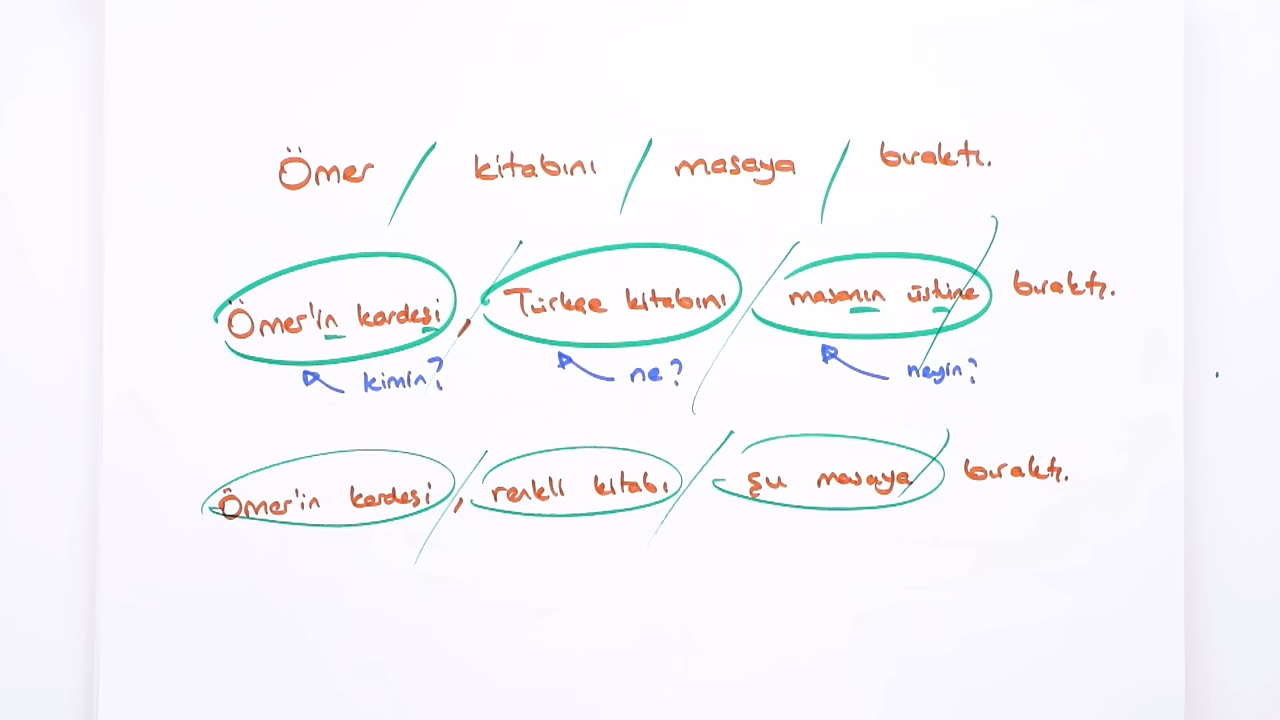 Ömer / kitabını / masaya / bıraktı.
Ömer'in kardeşi, / Türkçe kitabını / masanın üstüne / bıraktı.
kimin? ne? neyin?
Ömer'in kardeşi, / renkli kitabı / şu masaya / bıraktı.